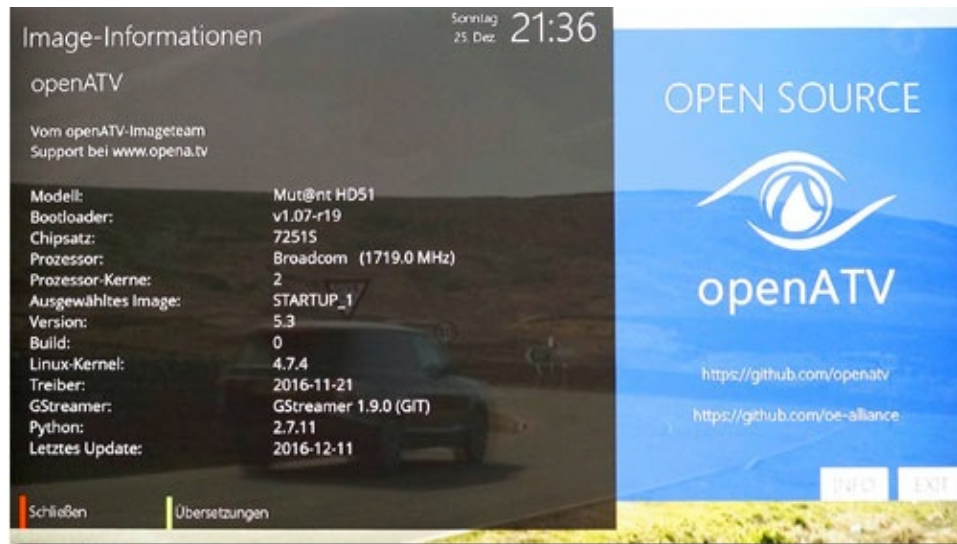 Image-Informationen
Sonntag
25. Dez
21:36
openATV
Vom openATV-Imageteam
Support bei www.opena.tv
Modell: Mut@nt HD51
Bootloader: v1.07-r19
Chipsatz: 7251S
Prozessor: Broadcom (1719.0 MHz)
Prozessor-Kerne: 2
Ausgewähltes Image: STARTUP_1
Version: 5.3
Build: 0
Linux-Kernel: 4.7.4
Treiber: 2016-11-21
GStreamer: GStreamer 1.9.0 (GIT)
Python: 2.7.11
Letztes Update: 2016-12-11
Schließen
Übersetzungen
OPEN SOURCE
openATV
https://github.com/openatv
https://github.com/oe-alliance
INFO
EXIT